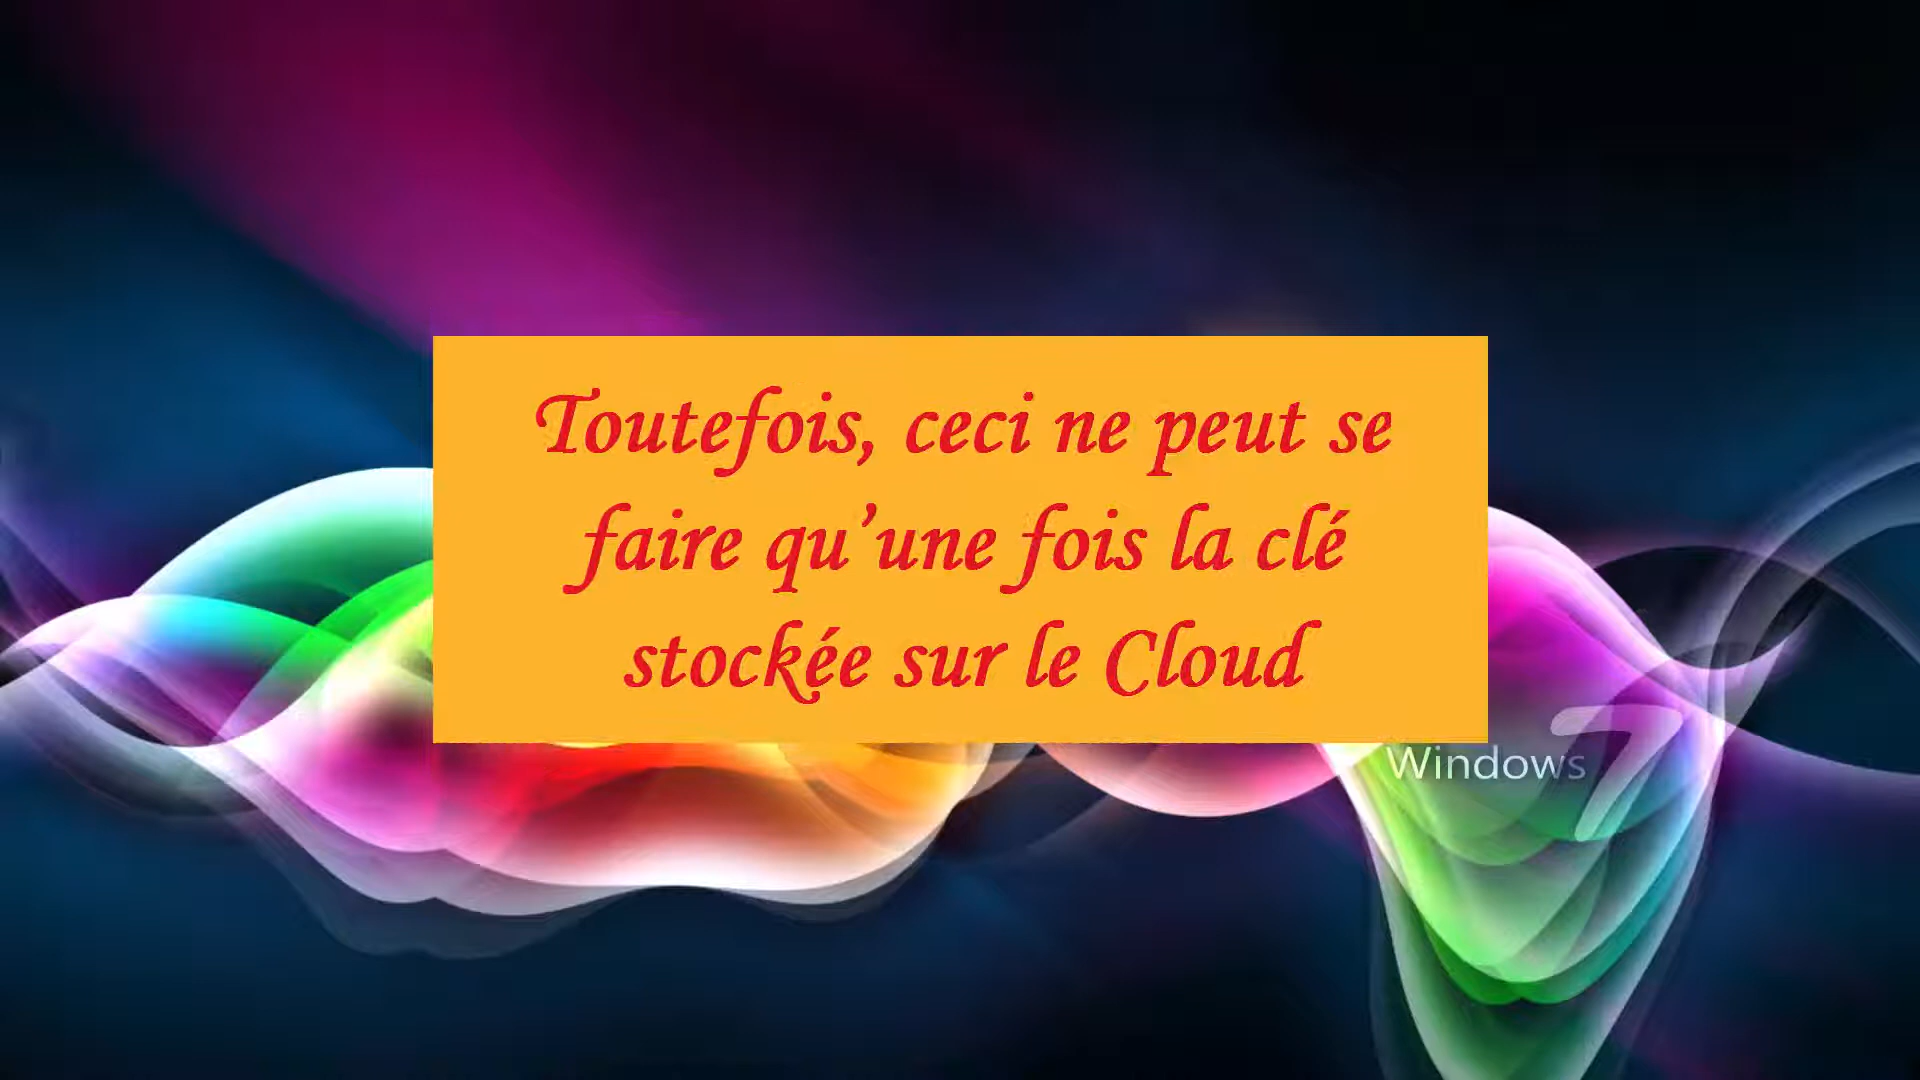 Toutefois, ceci ne peut se
faire qu’une fois la clé
stockée sur le Cloud
Windows 7